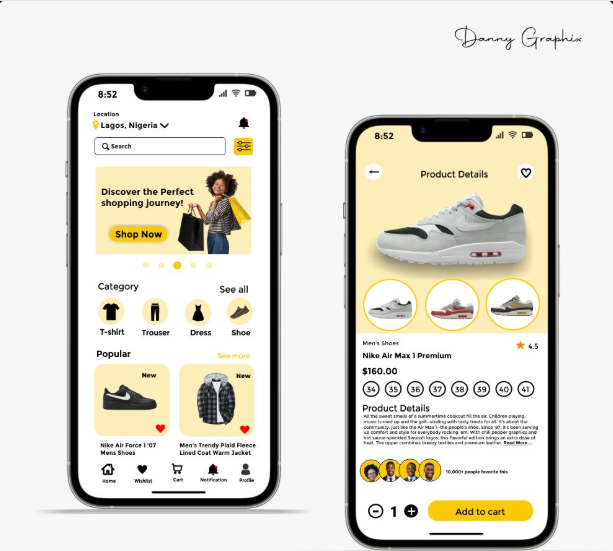 Danny Graphix
8:52
Location
Lagos, Nigeria
Search
Discover the Perfect
shopping journey!
Shop Now
Category
See all
T-shirt Trouser Dress Shoe
Popular
See more
New
New
Nike Air Force 1 '07
Mens Shoes
Men's Trendy Plaid Fleece
Lined Coat Warm Jacket
Home Wishlist Cart Notification Profile
8:52
Product Details
Men's Shoes
4.5
Nike Air Max 1 Premium
$160.00
34 35 36 37 38 39 40 41
Product Details
All the sweet smells of a summertime cookout fill the air. Children playing,
music turned up and the grill-sizzling with tasty treats for all. It's about the
community, just like the Air Max 1- the people's shoe. Since '87, it's been serving
up comfort and style for everybody rocking 'em. With chili pepper graphics and
hot sauce-speckled Swoosh logos, this flavorful edition brings an extra dose of
heat. The upper combines breezy textiles and premium leather, Read More...
10,000+ people favorite this
1
Add to cart